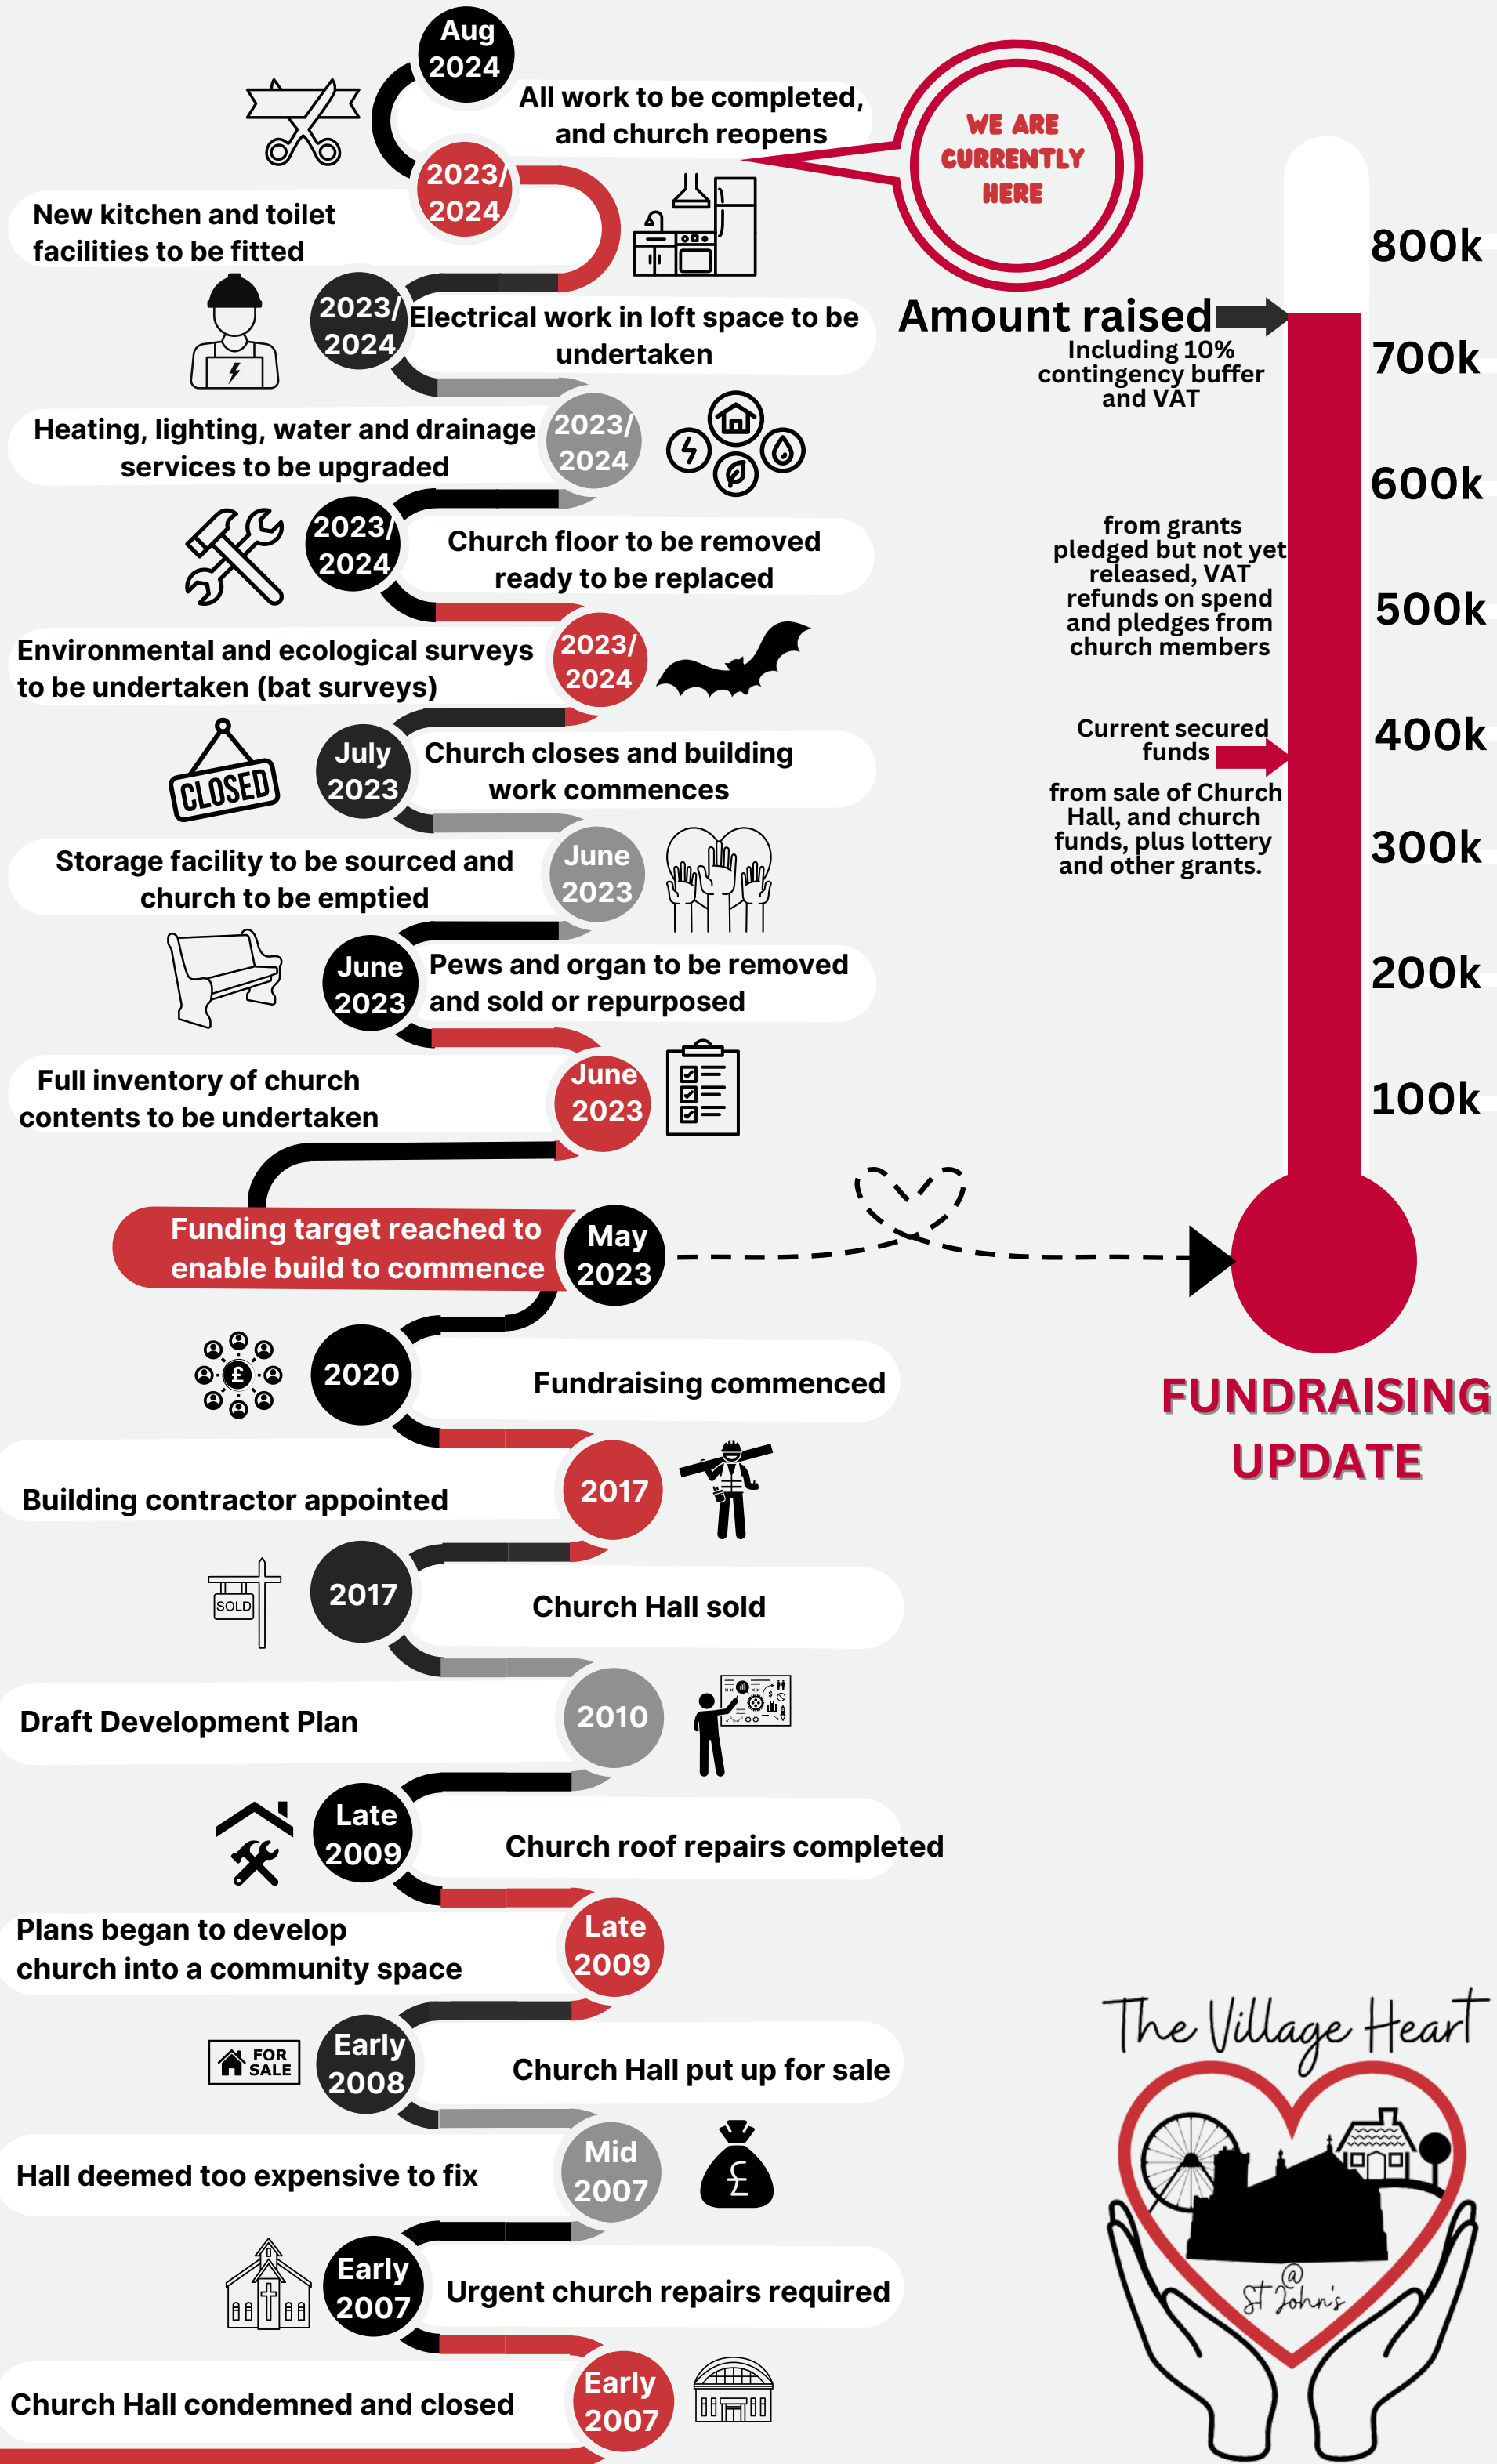 Aug
2024
All work to be completed,
and church reopens
WE ARE
CURRENTLY
HERE
2023/
2024
New kitchen and toilet
facilities to be fitted
2023/
2024
Electrical work in loft space to be
undertaken
Heating, lighting, water and drainage
services to be upgraded
2023/
2024
2023/
2024
Church floor to be removed
ready to be replaced
Environmental and ecological surveys
to be undertaken (bat surveys)
2023/
2024
CLOSED
July
2023
Church closes and building
work commences
Storage facility to be sourced and
church to be emptied
June
2023
June
2023
Pews and organ to be removed
and sold or repurposed
Full inventory of church
contents to be undertaken
June
2023
Funding target reached to
enable build to commence
May
2023
£
2020
Fundraising commenced
Building contractor appointed
2017
SOLD
2017
Church Hall sold
Draft Development Plan
2010
Late
2009
Church roof repairs completed
Plans began to develop
church into a community space
Late
2009
FOR
SALE
Early
2008
Church Hall put up for sale
Hall deemed too expensive to fix
Mid
2007
£
Early
2007
Urgent church repairs required
Church Hall condemned and closed
Early
2007
800k
Amount raised
Including 10%
contingency buffer
and VAT
700k
600k
from grants
pledged but not yet
released, VAT
refunds on spend
and pledges from
church members
500k
400k
Current secured
funds
from sale of Church
Hall, and church
funds, plus lottery
and other grants.
300k
200k
100k
FUNDRAISING
UPDATE
The Village Heart
@
St John's